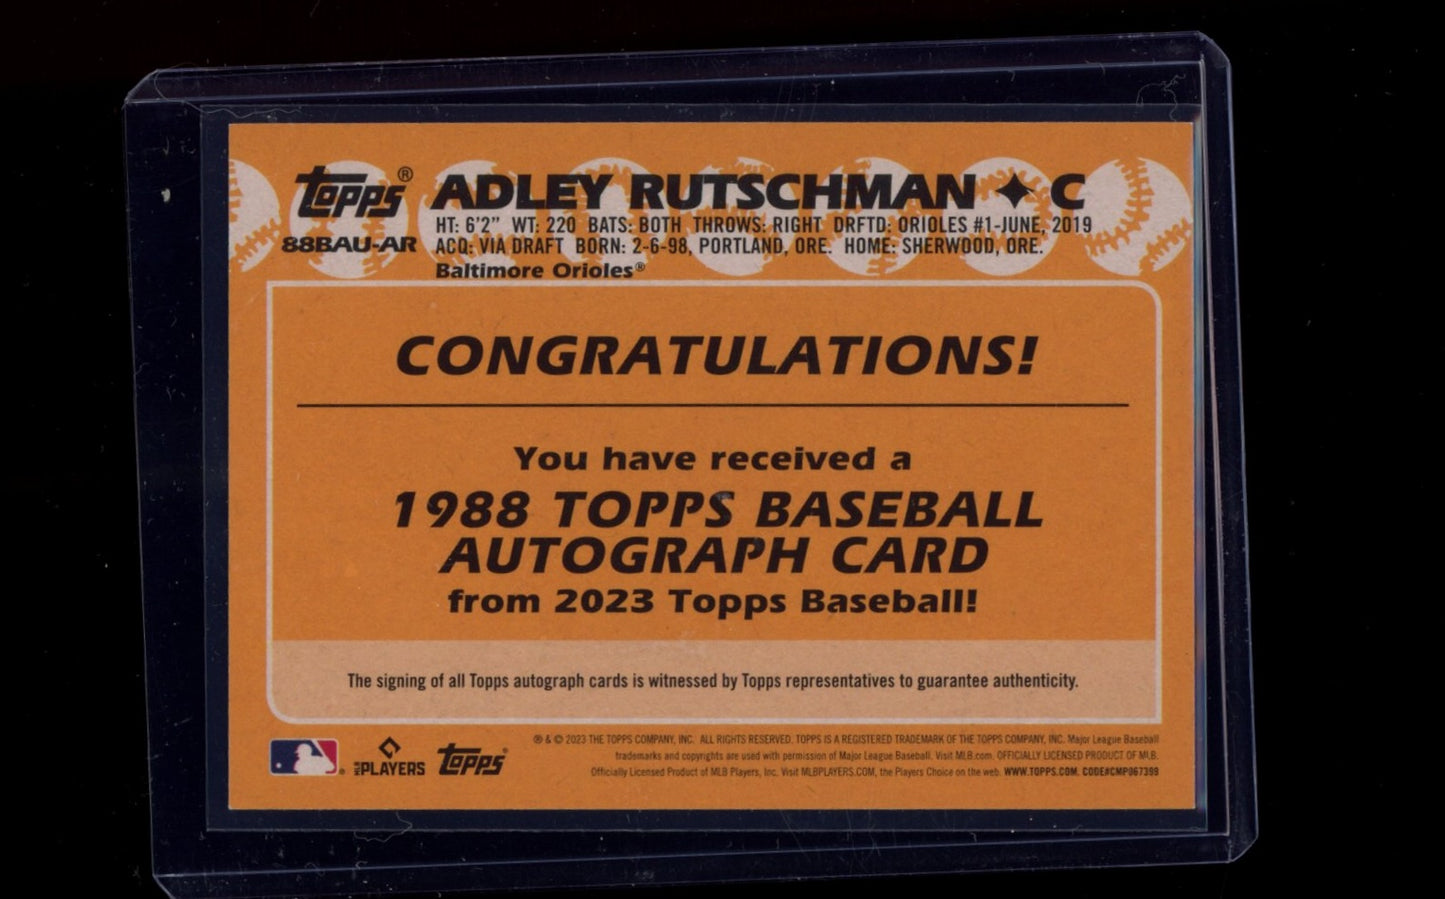 Topps® ADLEY RUTSCHMAN ✦ C
88BAU-AR
HT: 6'2" WT: 220 BATS: BOTH THROWS: RIGHT DRFTD: ORIOLES #1-JUNE, 2019
ACQ: VIA DRAFT BORN: 2-6-98, PORTLAND, ORE. HOME: SHERWOOD, ORE.
Baltimore Orioles®
CONGRATULATIONS!
You have received a
1988 TOPPS BASEBALL
AUTOGRAPH CARD
from 2023 Topps Baseball!
The signing of all Topps autograph cards is witnessed by Topps representatives to guarantee authenticity.
MLB PLAYERS Topps®
® & © 2023 THE TOPPS COMPANY, INC. ALL RIGHTS RESERVED. TOPPS IS A REGISTERED TRADEMARK OF THE TOPPS COMPANY, INC. Major League Baseball
trademarks and copyrights are used with permission of Major League Baseball. Visit MLB.com. OFFICIALLY LICENSED PRODUCT OF MLB.
Officially Licensed Product of MLB Players, Inc. Visit MLBPLAYERS.COM, the Players Choice on the web. WWW.TOPPS.COM. CODE#CMP067399